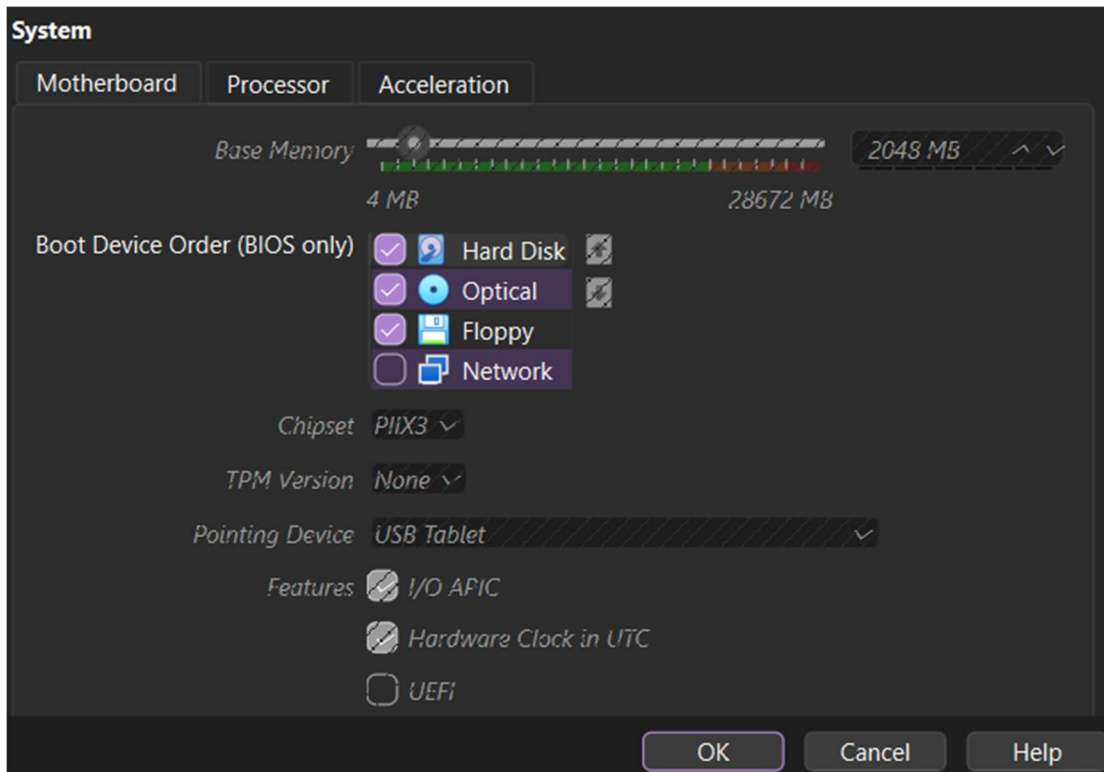 System
Motherboard Processor Acceleration
Base Memory 2048 MB
4 MB 28672 MB
Boot Device Order (BIOS only) Hard Disk
Optical
Floppy
Network
Chipset PIIX3
TPM Version None
Pointing Device USB Tablet
Features I/O APIC
Hardware Clock in UTC
UEFI
OK Cancel Help